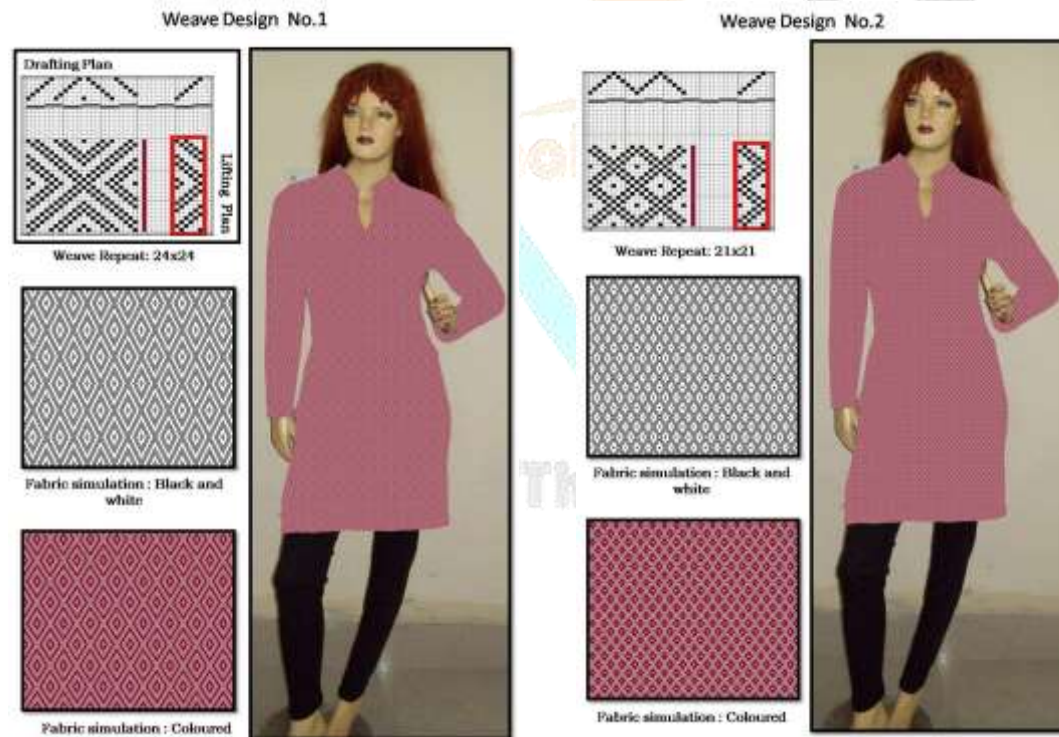 Weave Design No.1
Drafting Plan
Lifting Plan
Weave Repeat: 24x24
Fabric simulation : Black and
white
Fabric simulation : Coloured
Weave Design No.2
Weave Repeat: 21x21
Fabric simulation : Black and
white
Fabric simulation : Coloured